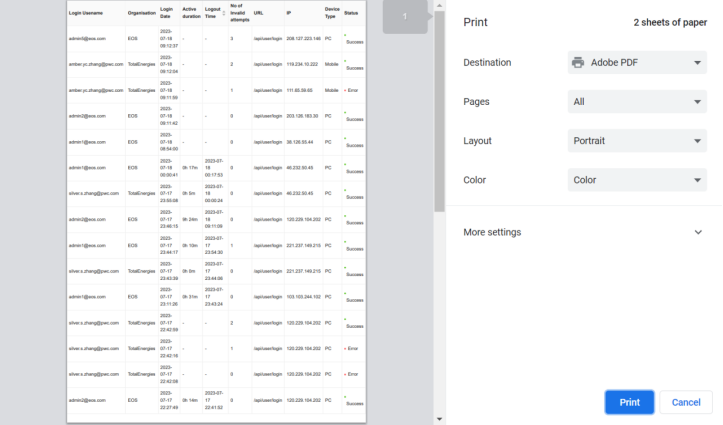 Login Username Organisation Login Date Active duration Logout Time No of Invalid attempts URL IP Device Type Status
admin5@eos.com EOS 2023-07-18 09:12:37 - - 3 /api/user/login 208.127.223.146 PC Success
amber.yc.zhang@pwc.com TotalEnergies 2023-07-18 09:12:04 - - 2 /api/user/login 119.234.10.222 Mobile Success
amber.yc.zhang@pwc.com TotalEnergies 2023-07-18 09:11:50 - - 1 /api/user/login 111.65.59.65 Mobile Error
admin2@eos.com EOS 2023-07-18 09:11:42 - - 0 /api/user/login 203.126.183.30 PC Success
admin1@eos.com EOS 2023-07-18 08:54:00 - - 0 /api/user/login PC Success
admin1@eos.com EOS 2023-07-18 00:00:41 0h 17m 2023-07-18 00:17:53 0 /api/user/login 46.232.50.45 PC Success
silver.s.zhang@pwc.com TotalEnergies 2023-07-17 23:55:08 0h 5m 2023-07-18 00:00:24 0 /api/user/login 46.232.50.45 PC Success
admin2@eos.com EOS 2023-07-17 23:46:15 9h 24m 2023-07-18 09:11:09 0 /api/user/login 120.229.104.202 PC Success
admin1@eos.com EOS 2023-07-17 23:44:17 0h 10m 2023-07-17 23:54:30 1 /api/user/login 221.237.149.215 PC Success
silver.s.zhang@pwc.com TotalEnergies 2023-07-17 23:43:39 0h 0m 2023-07-17 23:44:08 0 /api/user/login 221.237.149.215 PC Success
admin1@eos.com EOS 2023-07-17 23:11:26 0h 31m 2023-07-17 23:43:24 0 /api/user/login 103.103.244.102 PC Success
silver.s.zhang@pwc.com TotalEnergies 2023-07-17 22:42:59 - - 2 /api/user/login 120.229.104.202 PC Success
silver.s.zhang@pwc.com TotalEnergies 2023-07-17 22:42:16 - - 1 /api/user/login 120.229.104.202 PC Error
silver.s.zhang@pwc.com TotalEnergies 2023-07-17 22:42:08 - - 0 /api/user/login 120.229.104.202 PC Error
admin2@eos.com EOS 2023-07-17 22:27:49 0h 14m 2023-07-17 22:41:52 0 /api/user/login 120.229.104.202 PC Success
1
Print 2 sheets of paper
Destination Adobe PDF
Pages All
Layout Portrait
Color Color
More settings
Print Cancel